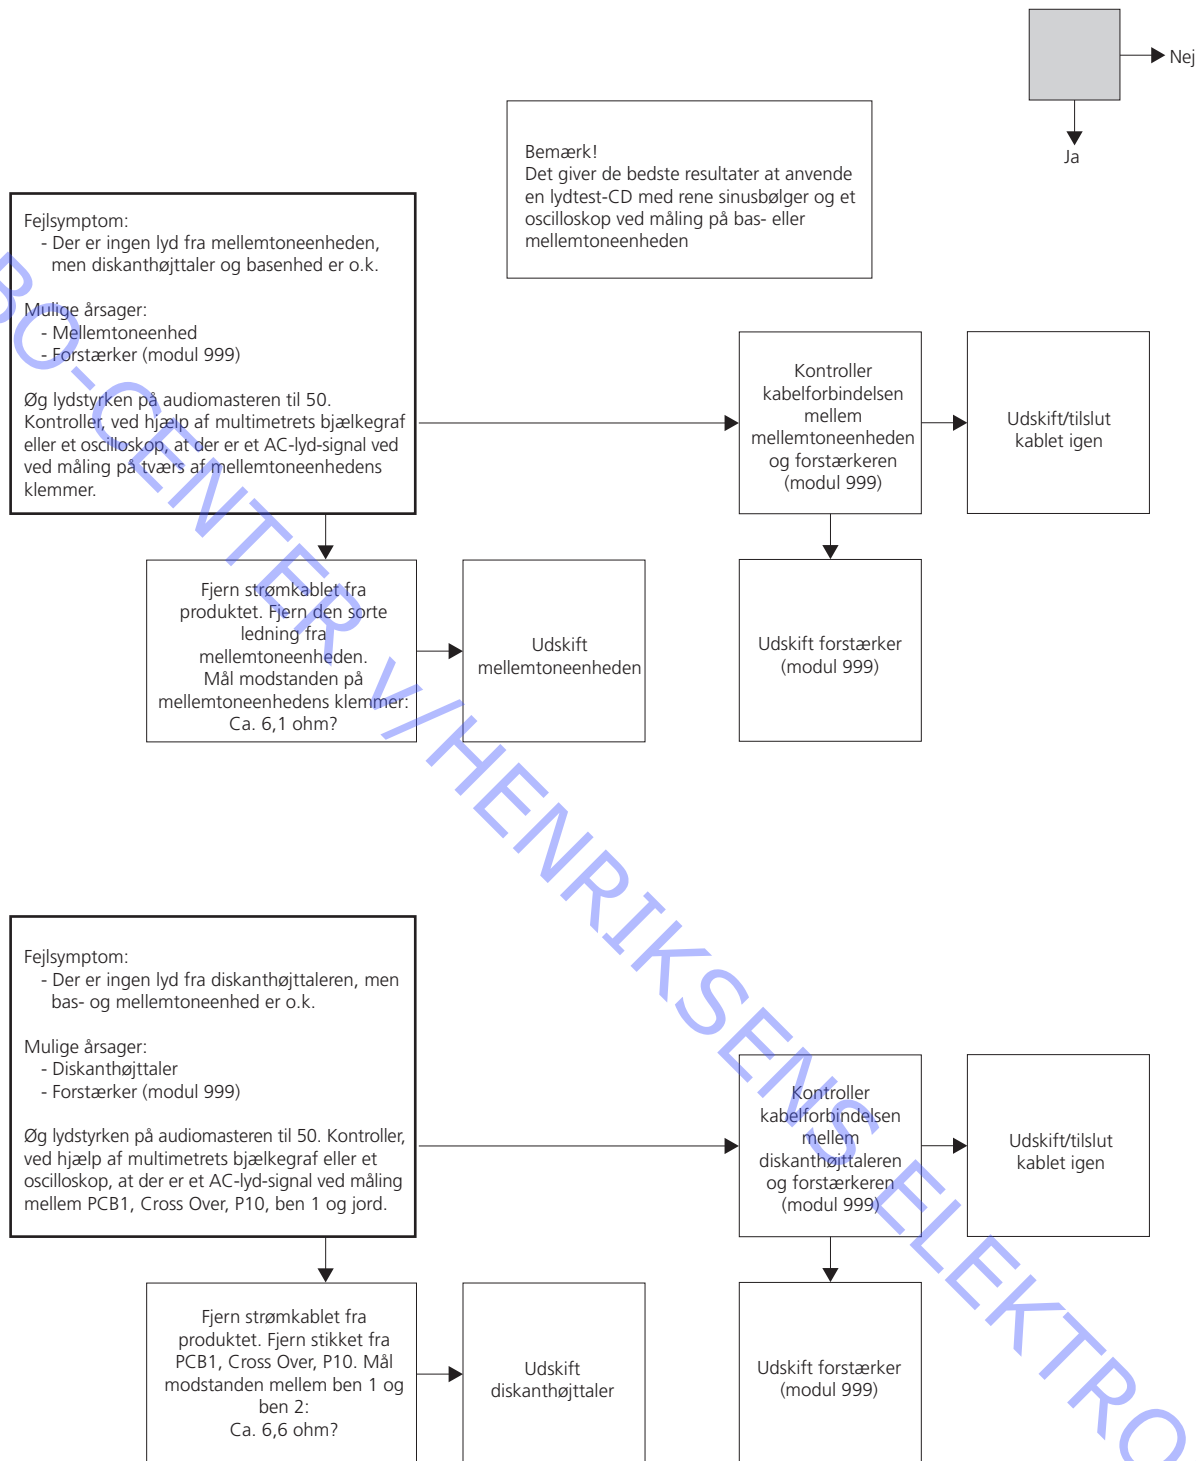 Nej
Ja
Bemærk!
Det giver de bedste resultater at anvende
en lydtest-CD med rene sinusbølger og et
oscilloskop ved måling på bas- eller
mellemtoneenheden
Fejlsymptom:
- Der er ingen lyd fra mellemtoneenheden,
men diskanthøjttaler og basenhed er o.k.
Mulige årsager:
- Mellemtoneenhed
- Forstærker (modul 999)
Øg lydstyrken på audiomasteren til 50.
Kontroller, ved hjælp af multimetrets bjælkegraf
eller et oscilloskop, at der er et AC-lyd-signal ved
ved måling på tværs af mellemtoneenhedens
klemmer.
Kontroller
kabelforbindelsen
mellem
mellemtoneenheden
og forstærkeren
(modul 999)
Udskift/tilslut
kablet igen
Fjern strømkablet fra
produktet. Fjern den sorte
ledning fra
mellemtoneenheden.
Mål modstanden på
mellemtoneenhedens klemmer:
Ca. 6,1 ohm?
Udskift
mellemtoneenheden
Udskift forstærker
(modul 999)
Fejlsymptom:
- Der er ingen lyd fra diskanthøjttaleren, men
bas- og mellemtoneenhed er o.k.
Mulige årsager:
- Diskanthøjttaler
- Forstærker (modul 999)
Øg lydstyrken på audiomasteren til 50. Kontroller,
ved hjælp af multimetrets bjælkegraf eller et
oscilloskop, at der er et AC-lyd-signal ved måling
mellem PCB1, Cross Over, P10, ben 1 og jord.
Kontroller
kabelforbindelsen
mellem
diskanthøjttaleren
og forstærkeren
(modul 999)
Udskift/tilslut
kablet igen
Fjern strømkablet fra
produktet. Fjern stikket fra
PCB1, Cross Over, P10. Mål
modstanden mellem ben 1 og
ben 2:
Ca. 6,6 ohm?
Udskift
diskanthøjttaler
Udskift forstærker
(modul 999)
BO-CENTER v/HENRIKSENS ELEKTRO